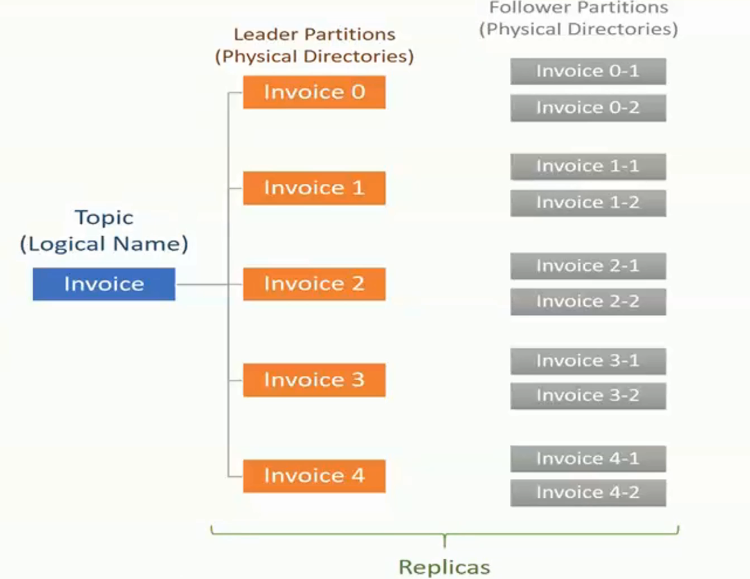 Follower Partitions
(Physical Directories)
Leader Partitions
(Physical Directories)
Invoice 0
Invoice 0-1
Invoice 0-2
Invoice 1
Invoice 1-1
Invoice 1-2
Topic
(Logical Name)
Invoice
Invoice 2
Invoice 2-1
Invoice 2-2
Invoice 3
Invoice 3-1
Invoice 3-2
Invoice 4
Invoice 4-1
Invoice 4-2
Replicas